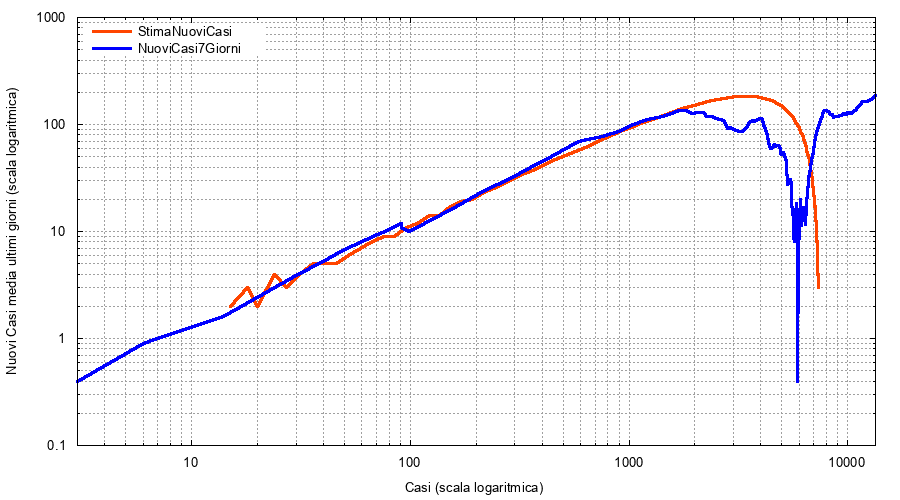 1000
StimaNuoviCasi
NuoviCasi7Giorni
100
10
1
0.1
Nuovi Casi media ultimi giorni (scala logaritmica)
10
100
1000
10000
Casi (scala logaritmica)